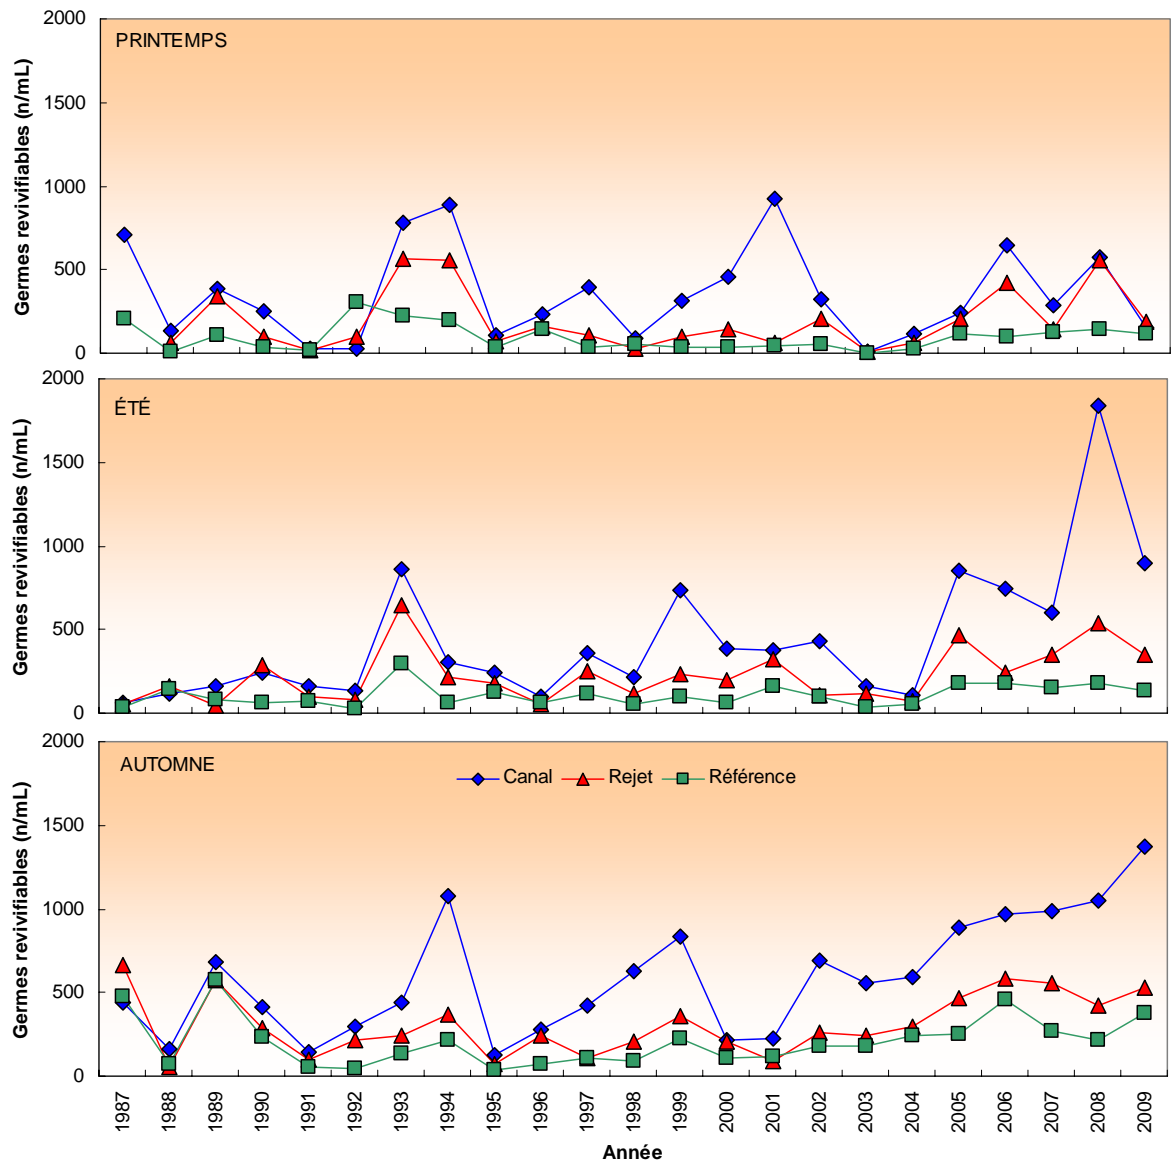 PRINTEMPS
Germes revivifiables (n/mL)
2000
1500
1000
500
0
ÉTÉ
Germes revivifiables (n/mL)
2000
1500
1000
500
0
AUTOMNE
Canal Rejet Référence
Germes revivifiables (n/mL)
2000
1500
1000
500
0
1987 1988 1989 1990 1991 1992 1993 1994 1995 1996 1997 1998 1999 2000 2001 2002 2003 2004 2005 2006 2007 2008 2009
Année